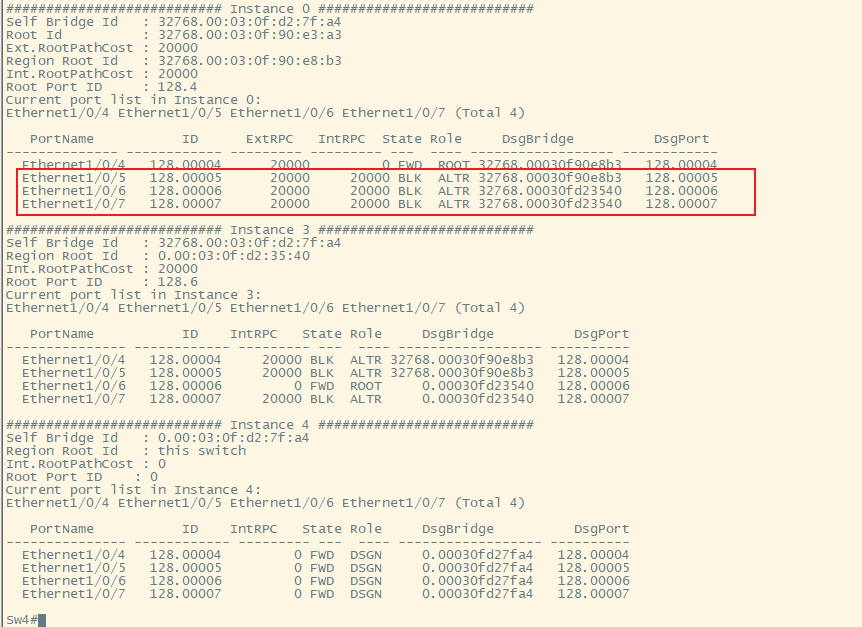 ########################### Instance 0 ###########################
Self Bridge Id   : 32768.00:03:0f:d2:7f:a4
Root Id          : 32768.00:03:0f:90:e3:a3
Ext.RootPathCost : 20000
Region Root Id   : 32768.00:03:0f:90:e8:b3
Int.RootPathCost : 20000
Root Port ID     : 128.4
Current port list in Instance 0:
Ethernet1/0/4 Ethernet1/0/5 Ethernet1/0/6 Ethernet1/0/7 (Total 4)
   PortName           ID      ExtRPC   IntRPC  State Role     DsgBridge          DsgPort
-------------- ------------ --------- --------- --- ---- ------------------ ----------
  Ethernet1/0/4   128.00004      20000         0 FWD  ROOT 32768.00030f90e8b3   128.00004
  Ethernet1/0/5   128.00005      20000     20000 BLK  ALTR 32768.00030f90e8b3   128.00005
  Ethernet1/0/6   128.00006      20000     20000 BLK  ALTR 32768.00030fd23540   128.00006
  Ethernet1/0/7   128.00007      20000     20000 BLK  ALTR 32768.00030fd23540   128.00007
########################### Instance 3 ###########################
Self Bridge Id   : 32768.00:03:0f:d2:7f:a4
Region Root Id   : 0.00:03:0f:d2:35:40
Int.RootPathCost : 20000
Root Port ID     : 128.6
Current port list in Instance 3:
Ethernet1/0/4 Ethernet1/0/5 Ethernet1/0/6 Ethernet1/0/7 (Total 4)
   PortName           ID    IntRPC   State Role     DsgBridge          DsgPort
--------------- ------------ --------- --- ---- ------------------ ----------
  Ethernet1/0/4   128.00004     20000 BLK  ALTR 32768.00030f90e8b3   128.00004
  Ethernet1/0/5   128.00005     20000 BLK  ALTR 32768.00030f90e8b3   128.00005
  Ethernet1/0/6   128.00006         0 FWD  ROOT     0.00030fd23540   128.00006
  Ethernet1/0/7   128.00007     20000 BLK  ALTR     0.00030fd23540   128.00007
########################### Instance 4 ###########################
Self Bridge Id   : 0.00:03:0f:d2:7f:a4
Region Root Id   : this switch
Int.RootPathCost : 0
Root Port ID    : 0
Current port list in Instance 4:
Ethernet1/0/4 Ethernet1/0/5 Ethernet1/0/6 Ethernet1/0/7 (Total 4)
   PortName           ID    IntRPC   State Role     DsgBridge          DsgPort
--------------- ------------ --------- --- ---- ------------------ ----------
  Ethernet1/0/4   128.00004         0 FWD  DSGN     0.00030fd27fa4   128.00004
  Ethernet1/0/5   128.00005         0 FWD  DSGN     0.00030fd27fa4   128.00005
  Ethernet1/0/6   128.00006         0 FWD  DSGN     0.00030fd27fa4   128.00006
  Ethernet1/0/7   128.00007         0 FWD  DSGN     0.00030fd27fa4   128.00007
Sw4#